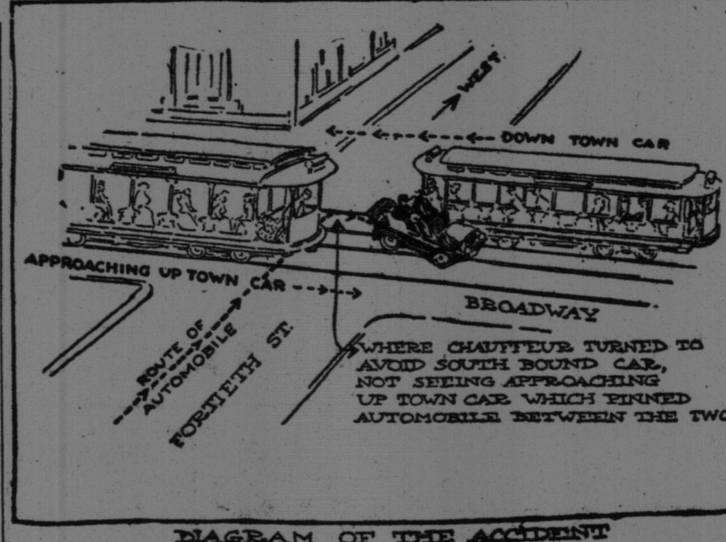 WEST
DOWN TOWN CAR
APPROACHING UP TOWN CAR
BROADWAY
ROUTE OF
AUTOMOBILE
FORTIETH ST.
WHERE CHAUFFEUR TURNED TO
AVOID SOUTH BOUND CAR,
NOT SEEING APPROACHING
UP TOWN CAR WHICH PINNED
AUTOMOBILE BETWEEN THE TWO
DIAGRAM OF THE ACCIDENT